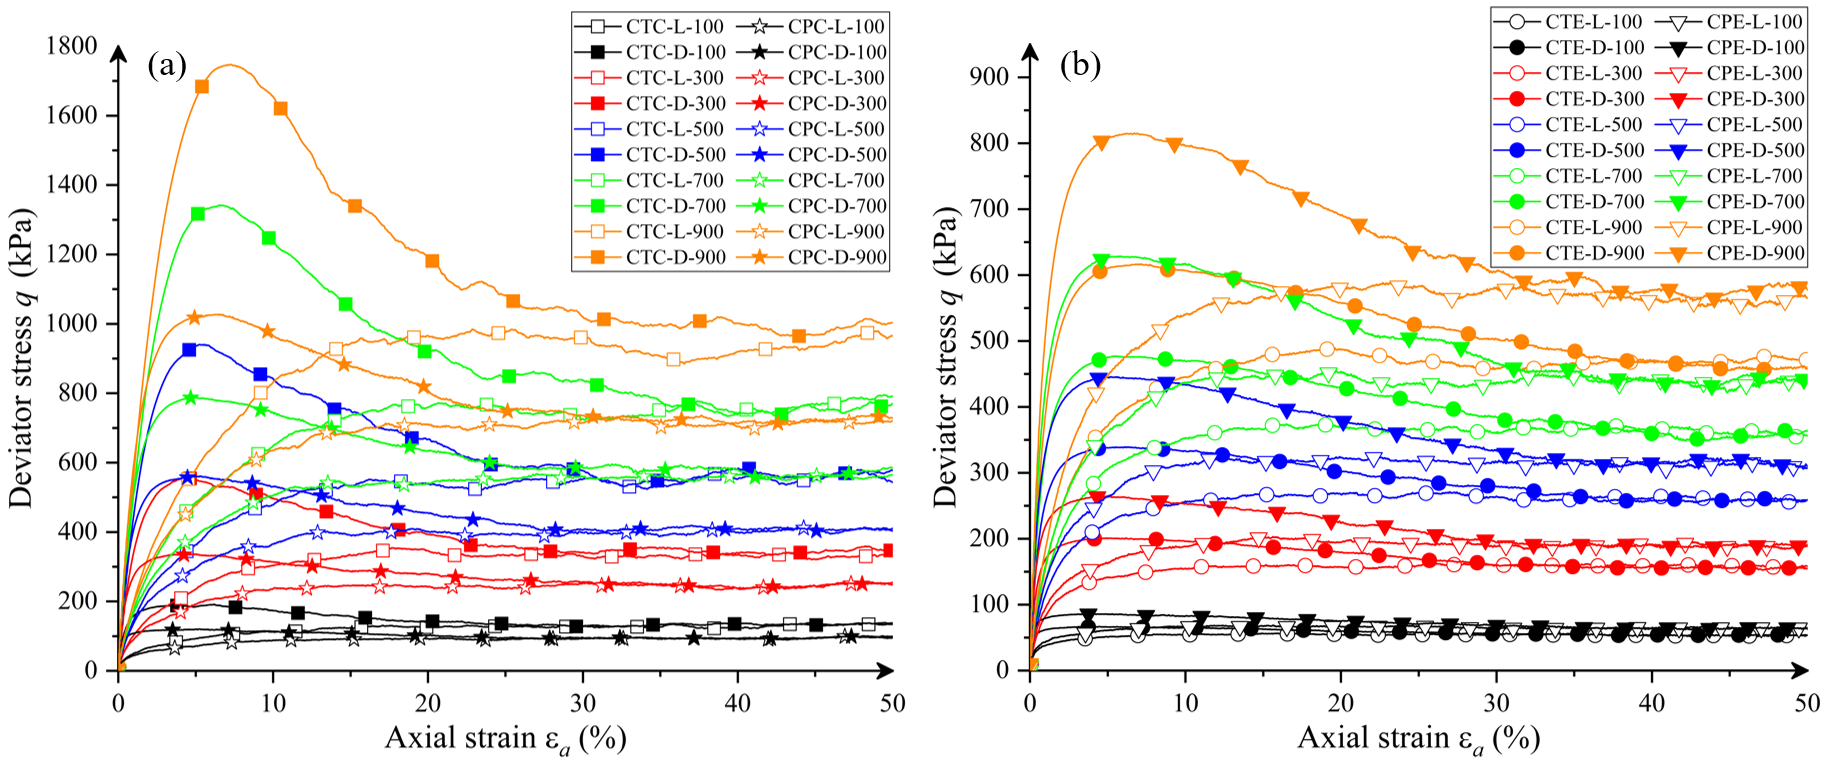 (a)
CTC-L-100 CPC-L-100
CTC-D-100 CPC-D-100
CTC-L-300 CPC-L-300
CTC-D-300 CPC-D-300
CTC-L-500 CPC-L-500
CTC-D-500 CPC-D-500
CTC-L-700 CPC-L-700
CTC-D-700 CPC-D-700
CTC-L-900 CPC-L-900
CTC-D-900 CPC-D-900
1800
1600
1400
1200
1000
800
600
400
200
0
Deviator stress q (kPa)
0 10 20 30 40 50
Axial strain εa (%)
(b)
CTE-L-100 CPE-L-100
CTE-D-100 CPE-D-100
CTE-L-300 CPE-L-300
CTE-D-300 CPE-D-300
CTE-L-500 CPE-L-500
CTE-D-500 CPE-D-500
CTE-L-700 CPE-L-700
CTE-D-700 CPE-D-700
CTE-L-900 CPE-L-900
CTE-D-900 CPE-D-900
900
800
700
600
500
400
300
200
100
0
Deviator stress q (kPa)
0 10 20 30 40 50
Axial strain εa (%)